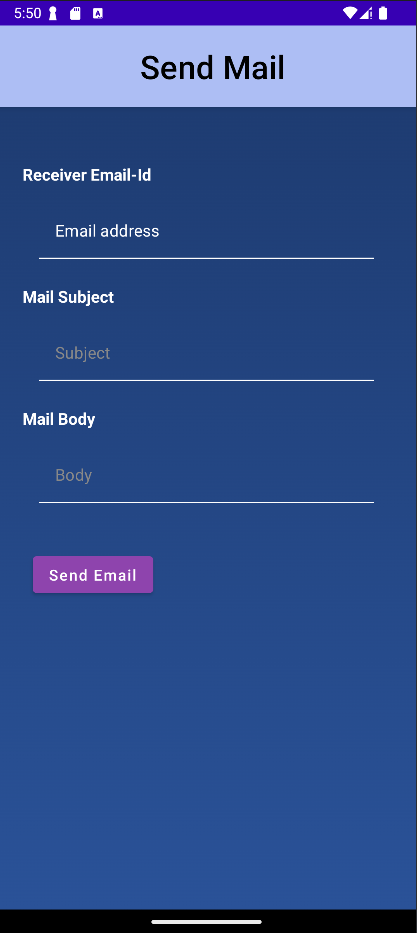 5:50
Send Mail
Receiver Email-Id
Email address
Mail Subject
Subject
Mail Body
Body
Send Email